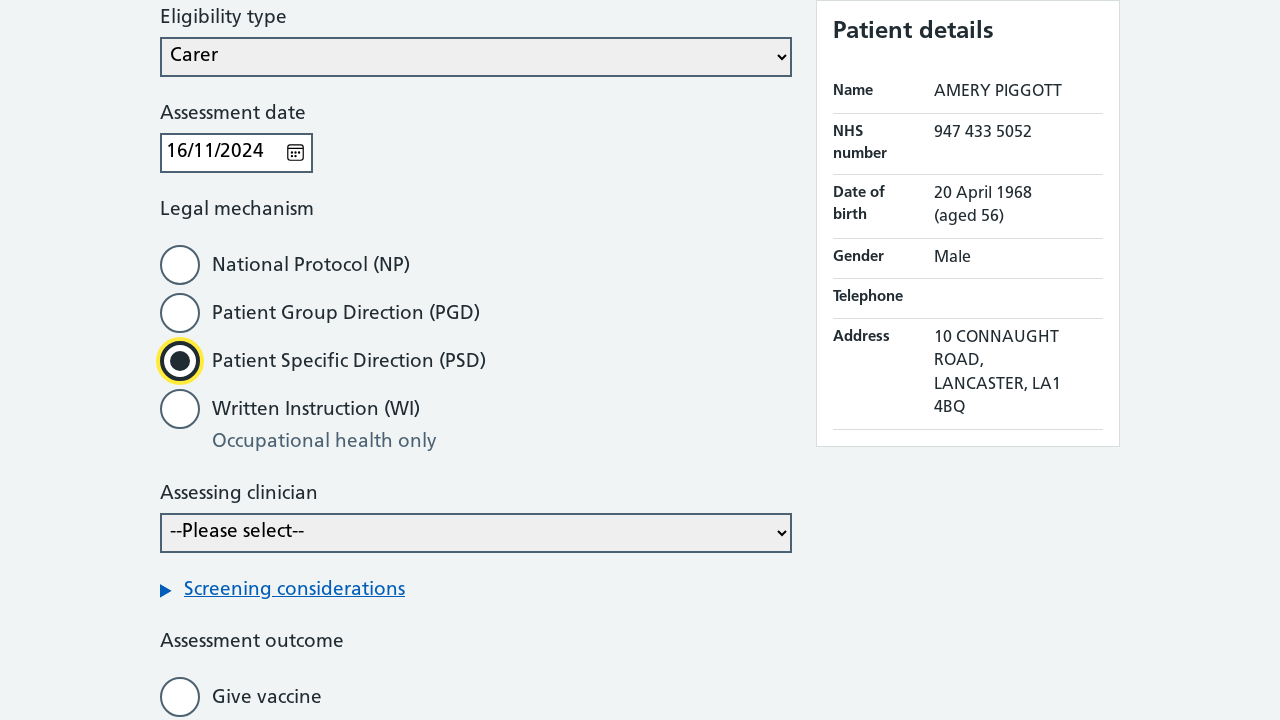 Eligibility type
Carer
Assessment date
16/11/2024
Legal mechanism
National Protocol (NP)
Patient Group Direction (PGD)
Patient Specific Direction (PSD)
Written Instruction (WI)
Occupational health only
Assessing clinician
--Please select--
Screening considerations
Assessment outcome
Give vaccine
Patient details
Name AMERY PIGGOTT
NHS number 947 433 5052
Date of birth 20 April 1968
(aged 56)
Gender Male
Telephone
Address 10 CONNAUGHT
ROAD,
LANCASTER, LA1
4BQ